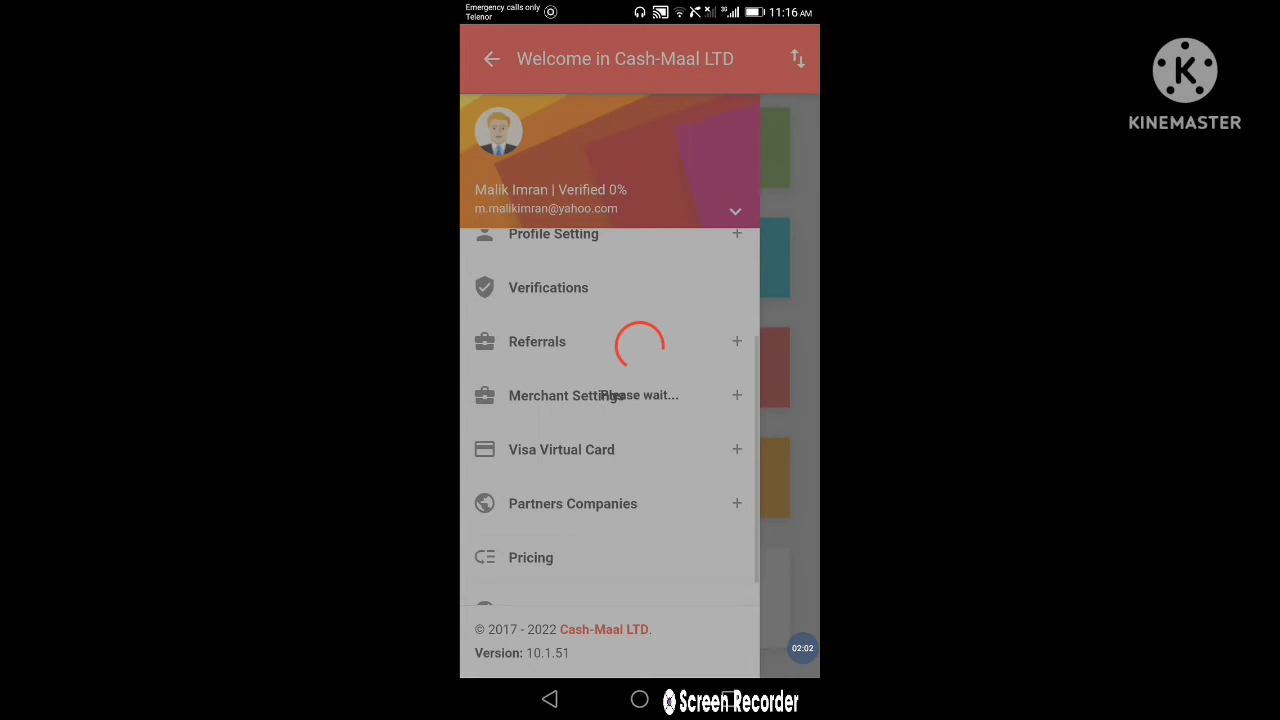 Emergency calls only
Telenor
3G
11:16 AM
Welcome in Cash-Maal LTD
K
KINEMASTER
Malik Imran | Verified 0%
m.malikimran@yahoo.com
Profile Setting +
Verifications
Referrals +
Merchant Settings +
Please wait...
Visa Virtual Card +
Partners Companies +
Pricing
© 2017 - 2022 Cash-Maal LTD.
Version: 10.1.51
02:02
Screen Recorder